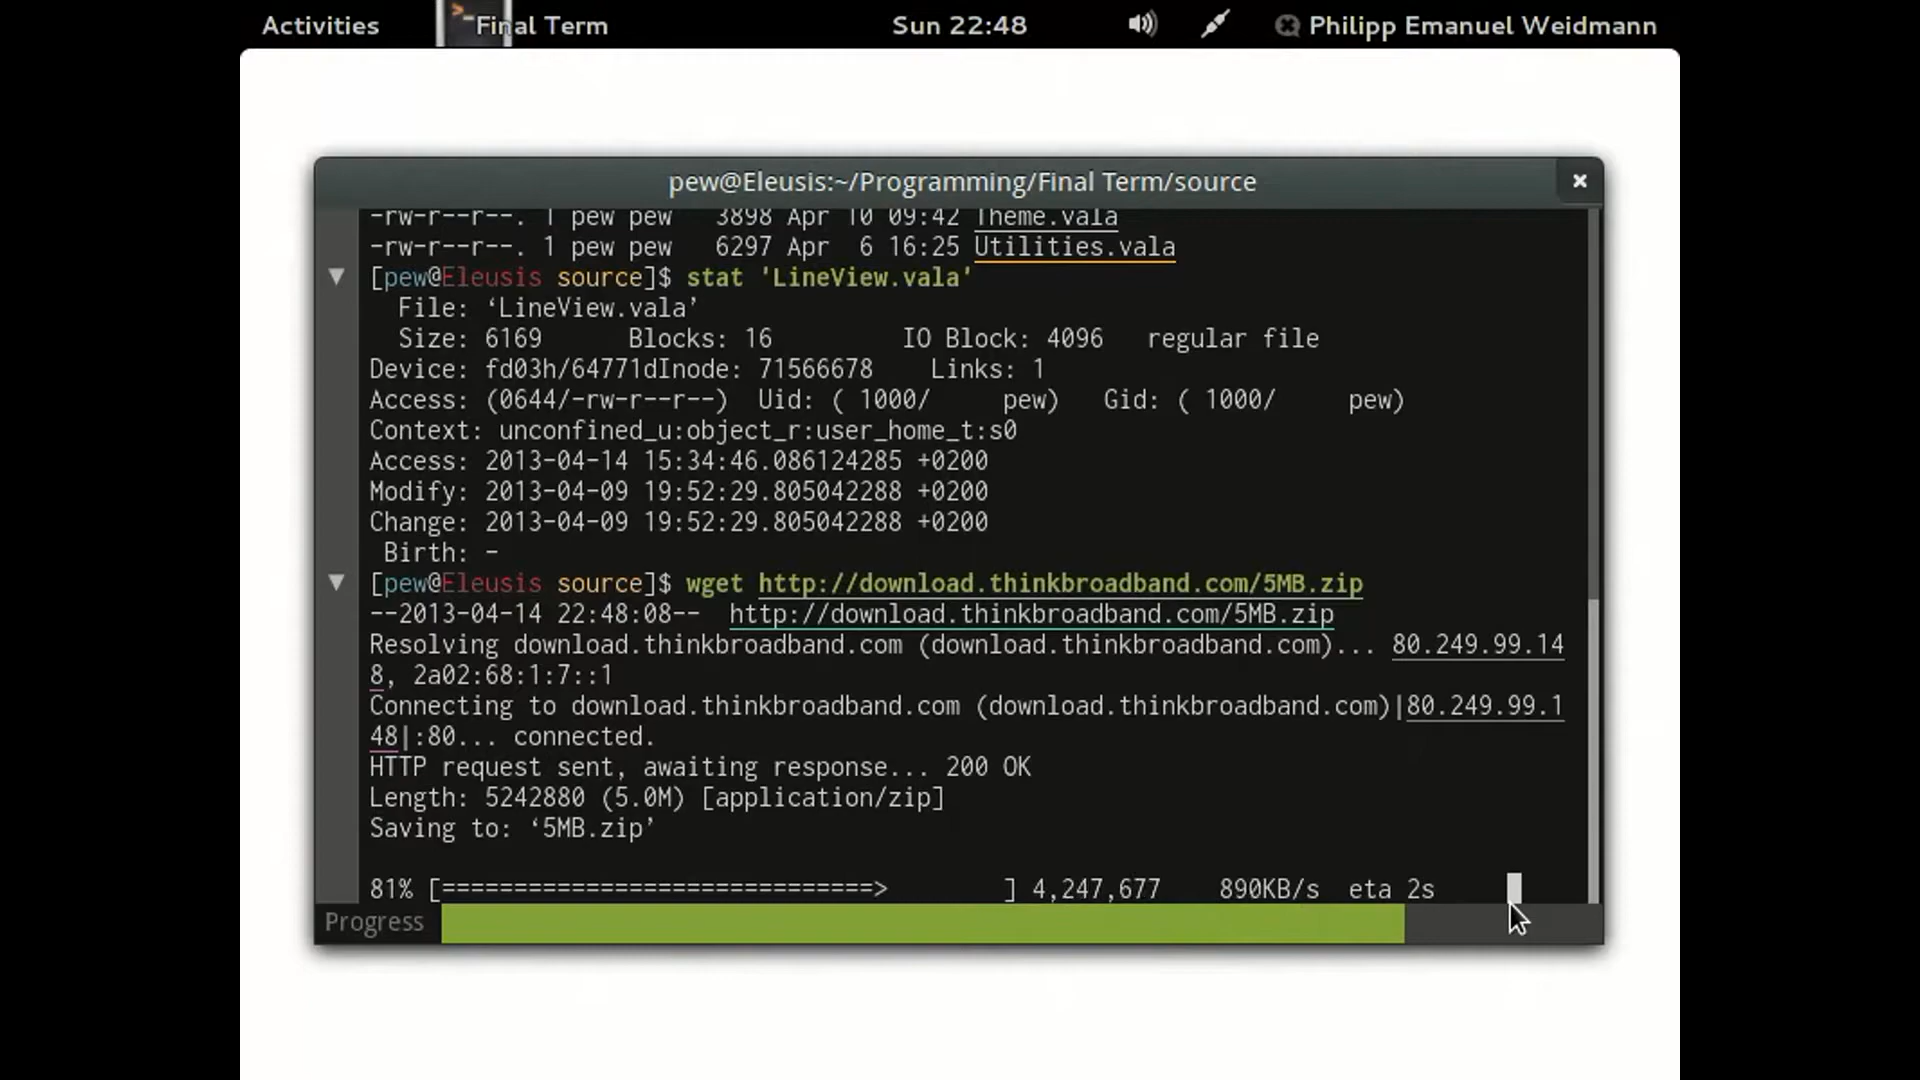 Activities Final Term Sun 22:48 Philipp Emanuel Weidmann
pew@Eleusis:~/Programming/Final Term/source
-rw-r--r--. 1 pew pew   3898 Apr 10 09:42 Theme.vala
-rw-r--r--. 1 pew pew   6297 Apr  6 16:25 Utilities.vala
[pew@Eleusis source]$ stat 'LineView.vala'
  File: ‘LineView.vala’
  Size: 6169      Blocks: 16         IO Block: 4096   regular file
Device: fd03h/64771dInode: 71566678    Links: 1
Access: (0644/-rw-r--r--)  Uid: ( 1000/     pew)   Gid: ( 1000/     pew)
Context: unconfined_u:object_r:user_home_t:s0
Access: 2013-04-14 15:34:46.086124285 +0200
Modify: 2013-04-09 19:52:29.805042288 +0200
Change: 2013-04-09 19:52:29.805042288 +0200
 Birth: -
[pew@Eleusis source]$ wget http://download.thinkbroadband.com/5MB.zip
--2013-04-14 22:48:08--  http://download.thinkbroadband.com/5MB.zip
Resolving download.thinkbroadband.com (download.thinkbroadband.com)... 80.249.99.14
8, 2a02:68:1:7::1
Connecting to download.thinkbroadband.com (download.thinkbroadband.com)|80.249.99.1
48|:80... connected.
HTTP request sent, awaiting response... 200 OK
Length: 5242880 (5.0M) [application/zip]
Saving to: ‘5MB.zip’
81% [==============================>        ] 4,247,677    890KB/s  eta 2s
Progress